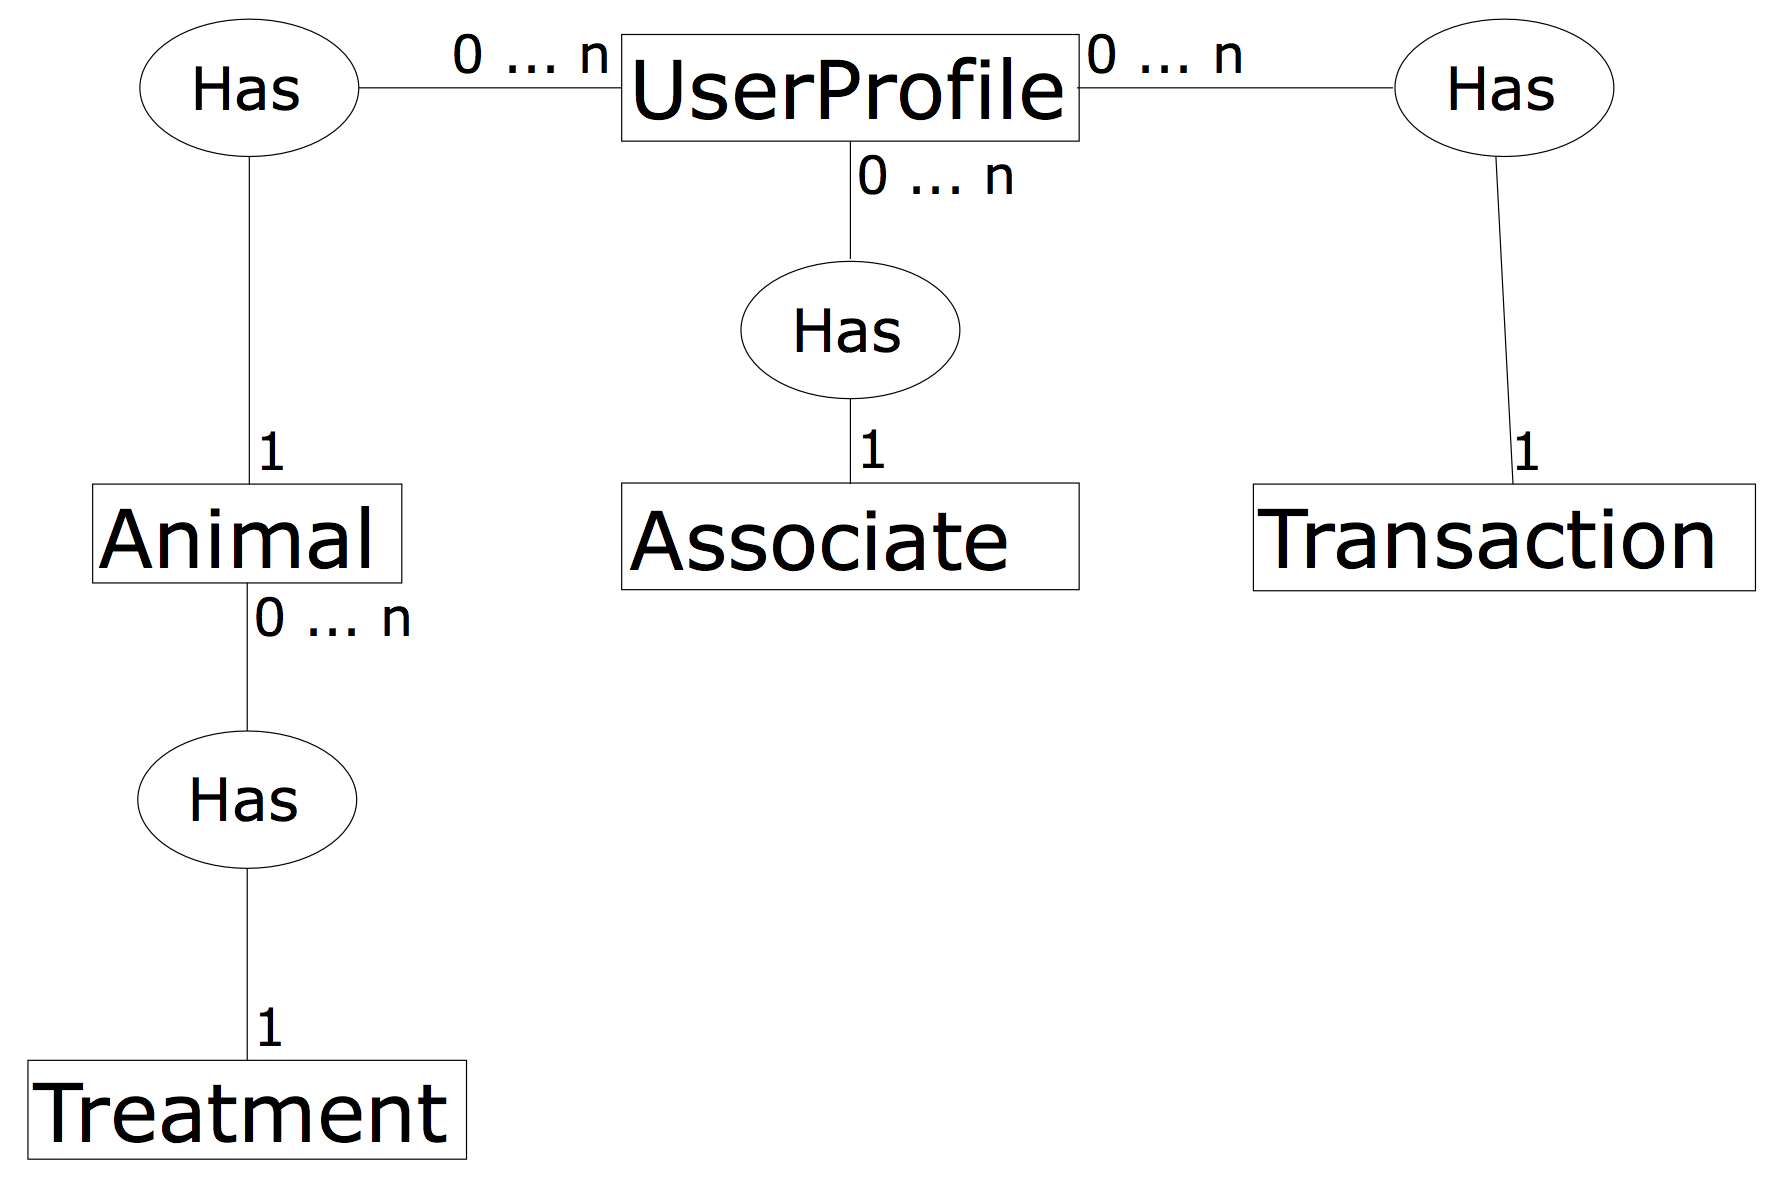 Has
0 ... n
UserProfile
0 ... n
Has
0 ... n
Has
1
1
1
Animal
Associate
Transaction
0 ... n
Has
1
Treatment